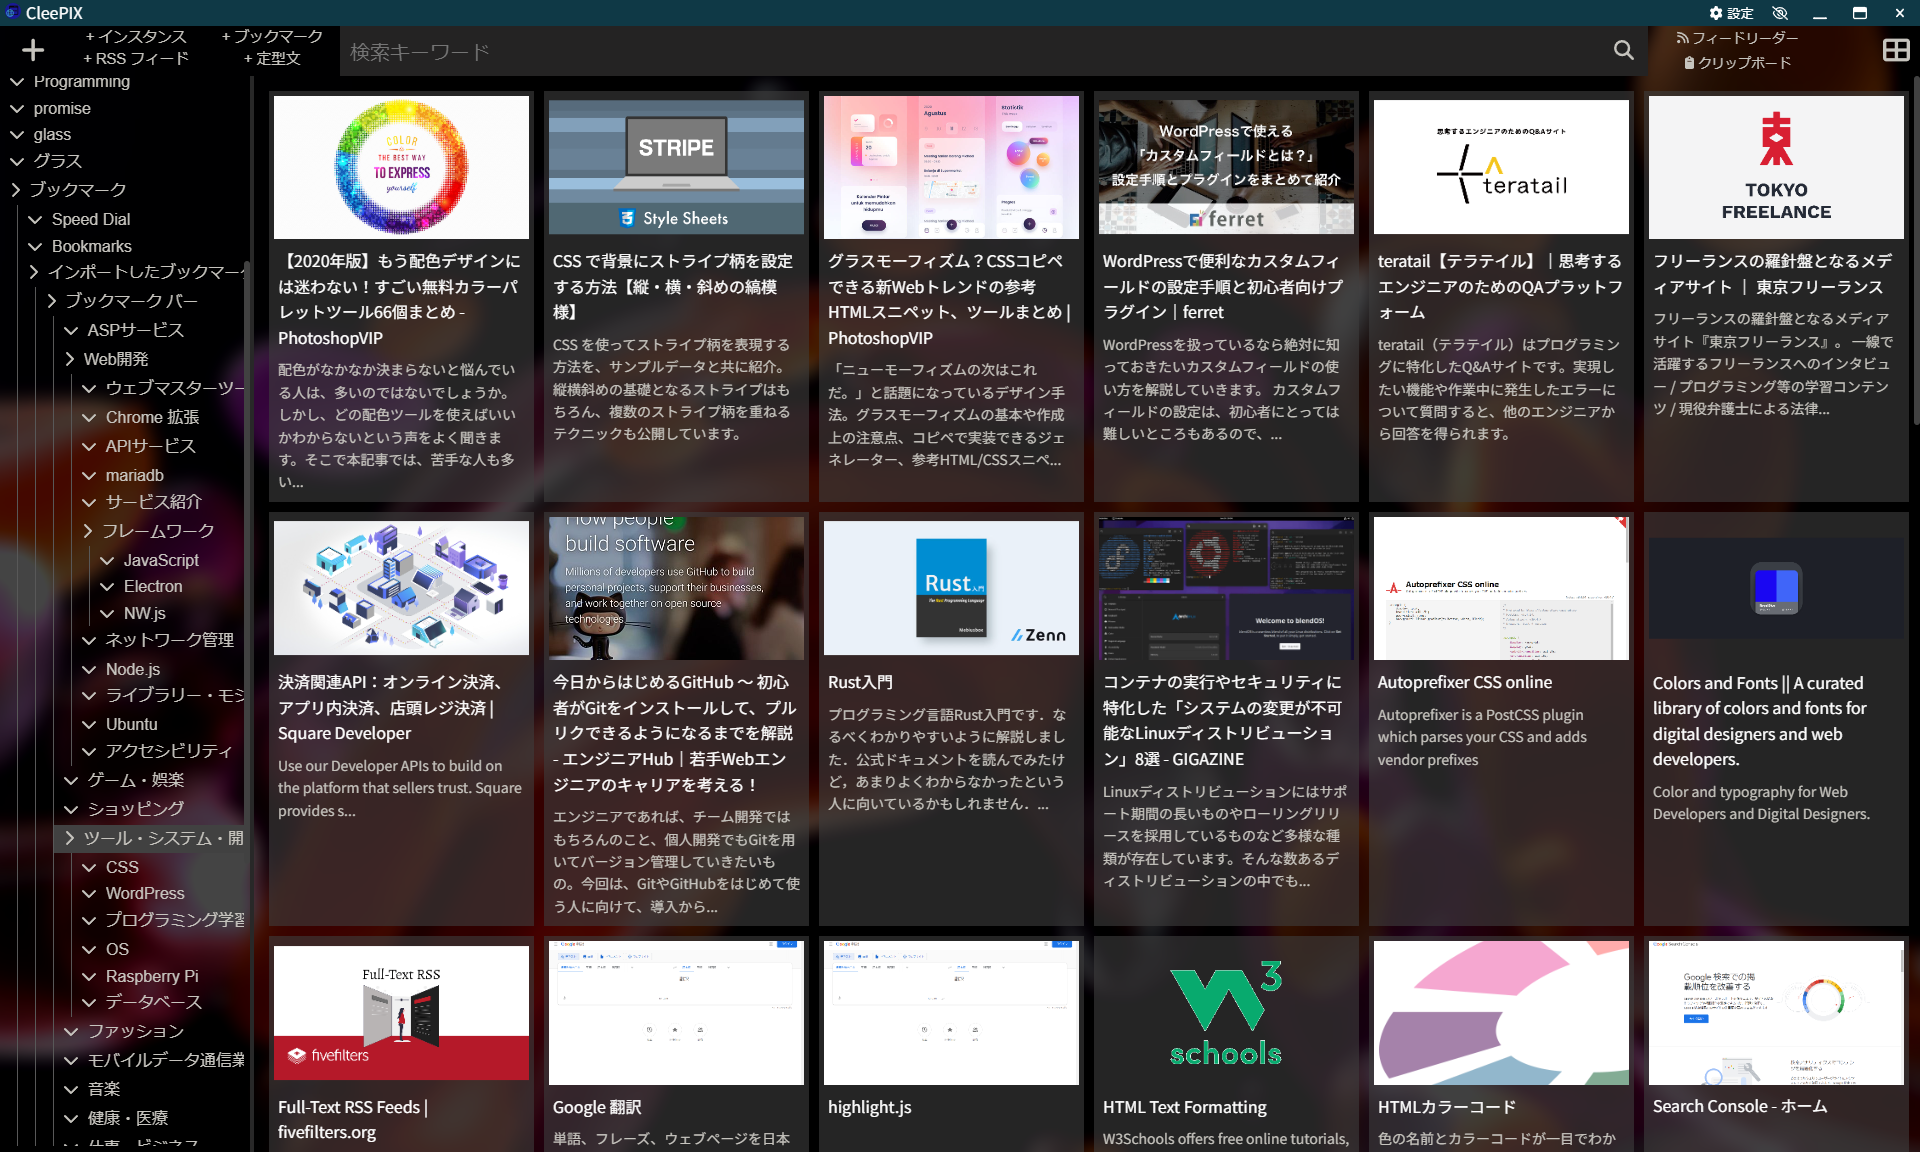 CleePIX
設定
+ インスタンス
+ ブックマーク
+ RSS フィード
+ 定型文
検索キーワード
フィードリーダー
クリップボード
Programming
promise
glass
グラス
ブックマーク
Speed Dial
Bookmarks
インポートしたブックマーク
ブックマーク バー
ASPサービス
Web開発
ウェブマスターツー
Chrome 拡張
APIサービス
mariadb
サービス紹介
フレームワーク
JavaScript
Electron
NW.js
ネットワーク管理
Node.js
ライブラリー・モジ
Ubuntu
アクセシビリティ
ゲーム・娯楽
ショッピング
ツール・システム・開
CSS
WordPress
プログラミング学習
OS
Raspberry Pi
データベース
ファッション
モバイルデータ通信業
音楽
健康・医療
仕事・ビジネス
COLOR
IS
THE BEST WAY
TO EXPRESS
yourself
【2020年版】もう配色デザインに
は迷わない！すごい無料カラーパ
レットツール66個まとめ -
PhotoshopVIP
配色がなかなか決まらないと悩んでい
る人は、多いのではないでしょうか。
しかし、どの配色ツールを使えばいい
かわからないという声をよく聞きま
す。そこで本記事では、苦手な人も多
い...
STRIPE
Style Sheets
CSS で背景にストライプ柄を設定
する方法【縦・横・斜めの縞模
様】
CSS を使ってストライプ柄を表現する
方法を、サンプルデータと共に紹介。
縦横斜めの基礎となるストライプはも
ちろん、複数のストライプ柄を重ねる
テクニックも公開しています。
Agustus
Statistik
Kalender Pintar
untuk memudahkan
hidupmu
グラスモーフィズム？CSSコピペ
できる新Webトレンドの参考
HTMLスニペット、ツールまとめ |
PhotoshopVIP
「ニューモーフィズムの次はこれ
だ。」と話題になっているデザイン手
法。グラスモーフィズムの基本や作成
上の注意点、コピペで実装できるジェ
ネレーター、参考HTML/CSSスニペ...
WordPressで使える
「カスタムフィールドとは？」
設定手順とプラグインをまとめて紹介
ferret
WordPressで便利なカスタムフィ
ールドの設定手順と初心者向けプ
ラグイン｜ferret
WordPressを扱っているなら絶対に知
っておきたいカスタムフィールドの使
い方を解説していきます。 カスタムフ
ィールドの設定は、初心者にとっては
難しいところもあるので、...
思考するエンジニアのためのQ&Aサイト
teratail
teratail【テラテイル】｜思考する
エンジニアのためのQAプラットフ
ォーム
teratail（テラテイル）はプログラミン
グに特化したQ&Aサイトです。実現し
たい機能や作業中に発生したエラーに
ついて質問すると、他のエンジニアか
ら回答を得られます。
TOKYO
FREELANCE
フリーランスの羅針盤となるメデ
ィアサイト ｜ 東京フリーランス
フリーランスの羅針盤となるメディア
サイト『東京フリーランス』。 一線で
活躍するフリーランスへのインタビュ
ー / プログラミング等の学習コンテン
ツ / 現役弁護士による法律...
決済関連API：オンライン決済、
アプリ内決済、店頭レジ決済 |
Square Developer
Use our Developer APIs to build on
the platform that sellers trust. Square
provides s...
How people
build software
Millions of developers use GitHub to build
personal projects, support their businesses,
and work together on open source
technologies.
今日からはじめるGitHub ～ 初心
者がGitをインストールして、プル
リクできるようになるまでを解説
- エンジニアHub｜若手Webエン
ジニアのキャリアを考える！
エンジニアであれば、チーム開発では
もちろんのこと、個人開発でもGitを用
いてバージョン管理していきたいも
の。今回は、GitやGitHubをはじめて使
う人に向けて、導入から...
Rust入門
The Rust Programming Language
Zenn
Rust入門
プログラミング言語Rust入門です．な
るべくわかりやすいように解説しまし
た．公式ドキュメントを読んでみたけ
ど，あまりよくわからなかったという
人に向いているかもしれません．...
Welcome to blendOS!
コンテナの実行やセキュリティに
特化した「システムの変更が不可
能なLinuxディストリビューショ
ン」8選 - GIGAZINE
Linuxディストリビューションにはサポ
ート期間の長いものやローリングリリ
ースを採用しているものなど多様な種
類が存在しています。そんな数あるデ
ィストリビューションの中でも...
Autoprefixer CSS online
Autoprefixer CSS online
Autoprefixer is a PostCSS plugin
which parses your CSS and adds
vendor prefixes
Colors and Fonts || A curated
library of colors and fonts for
digital designers and web
developers.
Color and typography for Web
Developers and Digital Designers.
Full-Text RSS
fivefilters
Full-Text RSS Feeds |
fivefilters.org
Google 翻訳
単語、フレーズ、ウェブページを日本
highlight.js
W3
schools
HTML Text Formatting
W3Schools offers free online tutorials,
HTMLカラーコード
色の名前とカラーコードが一目でわか
Google 検索での掲
載順位を改善する
Search Console - ホーム